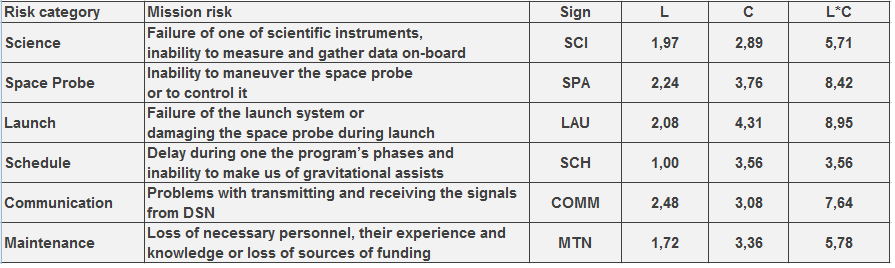 Risk category Mission risk Sign L C L*C
Science Failure of one of scientific instruments, SCI 1,97 2,89 5,71
inability to measure and gather data on-board
Space Probe Inability to maneuver the space probe SPA 2,24 3,76 8,42
or to control it
Launch Failure of the launch system or LAU 2,08 4,31 8,95
damaging the space probe during launch
Schedule Delay during one the program's phases and SCH 1,00 3,56 3,56
inability to make us of gravitational assists
Communication Problems with transmitting and receiving the signals COMM 2,48 3,08 7,64
from DSN
Maintenance Loss of necessary personnel, their experience and MTN 1,72 3,36 5,78
knowledge or loss of sources of funding